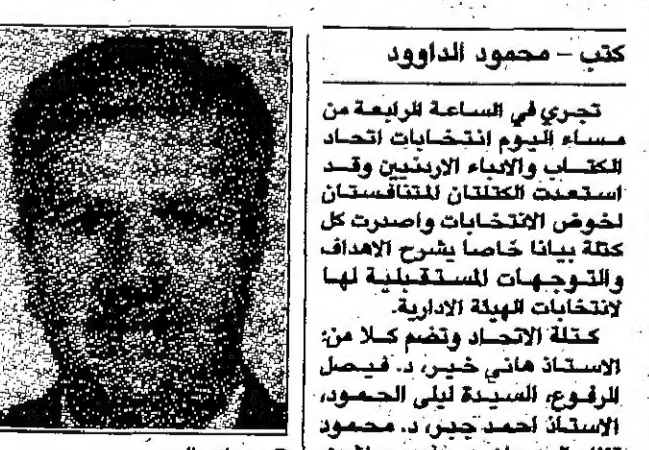 كتب – محمود الداوود
تجري في الساعة الرابعة من
مساء اليوم انتخابات اتحاد
الكتاب والادباء الاردنيين وقد
استعدت الكتلتان المتنافستان
لخوض الانتخابات واصدرت كل
كتلة بيانا خاصا يشرح الاهداف
والتوجهات المستقبلية لها
لانتخابات الهيئة الادارية.
كتلة الاتحاد وتضم كلا من:
الاستاذ هاني خير، د. فيصل
الرفوع، السيدة ليلى الحمود،
الاستاذ احمد جبر، د. محمود